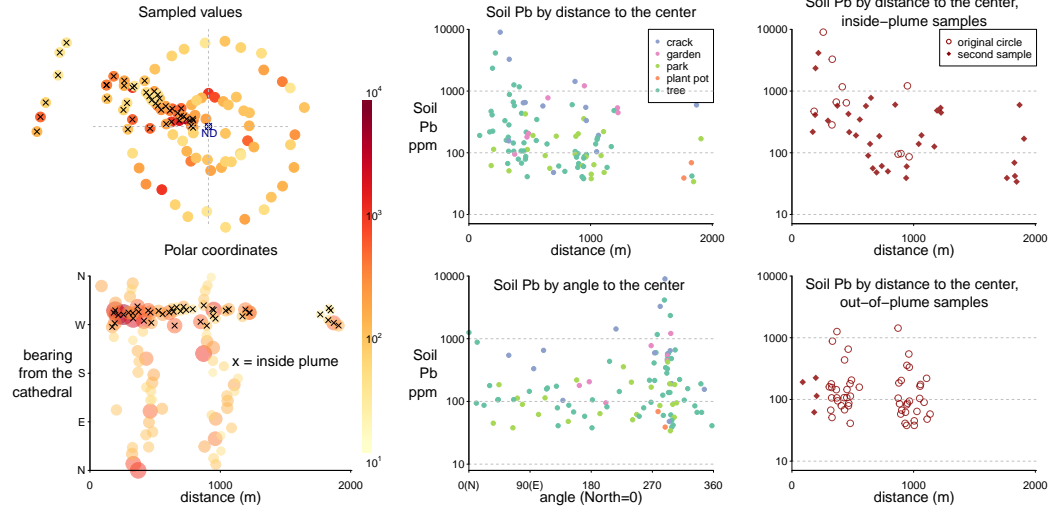 Sampled values
ND
10⁴
10³
10²
10¹
Polar coordinates
N
W
S
E
N
bearing
from the
cathedral
x = inside plume
0
1000
2000
distance (m)
Soil Pb by distance to the center
10000
1000
100
10
Soil
Pb
ppm
crack
garden
park
plant pot
tree
0
1000
2000
distance (m)
Soil Pb by angle to the center
10000
1000
100
10
Soil
Pb
ppm
0(N)
90(E)
180
270
360
angle (North=0)
Soil Pb by distance to the center,
inside−plume samples
10000
1000
100
10
original circle
second sample
0
1000
2000
distance (m)
Soil Pb by distance to the center,
out−of−plume samples
10000
1000
100
10
0
1000
2000
distance (m)